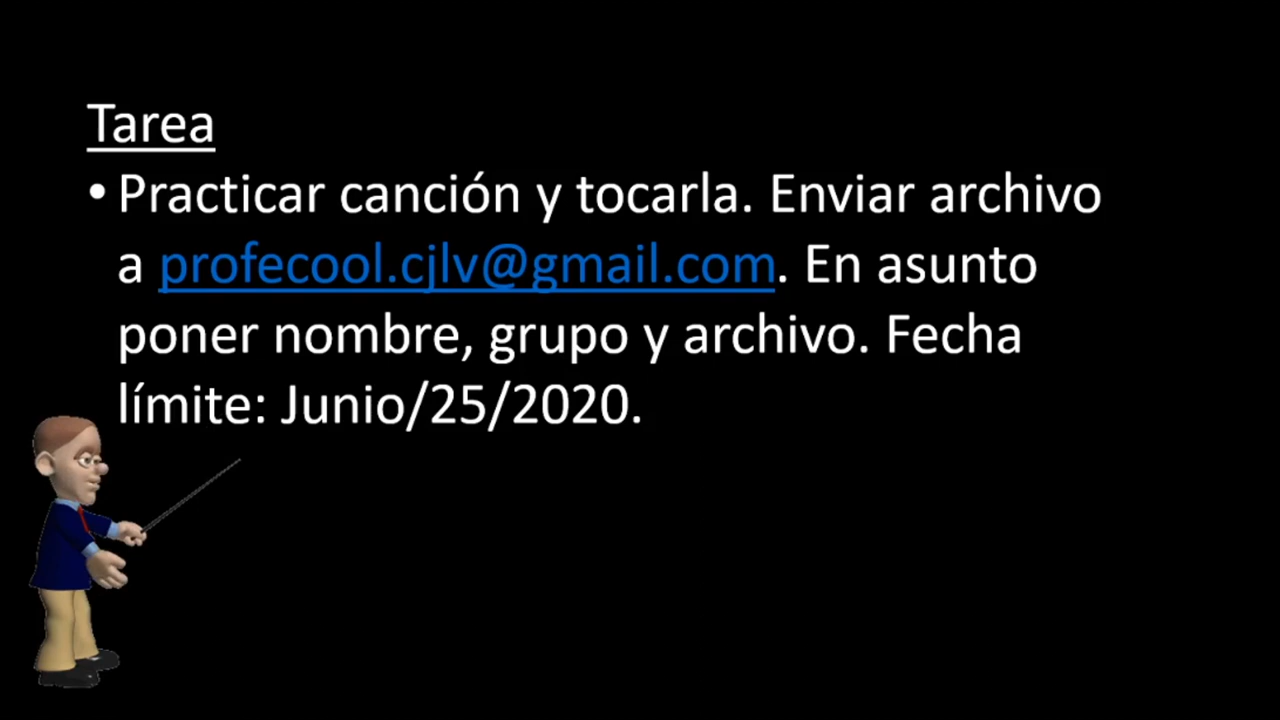 Tarea
• Practicar canción y tocarla. Enviar archivo
a profecool.cjlv@gmail.com. En asunto
poner nombre, grupo y archivo. Fecha
límite: Junio/25/2020.